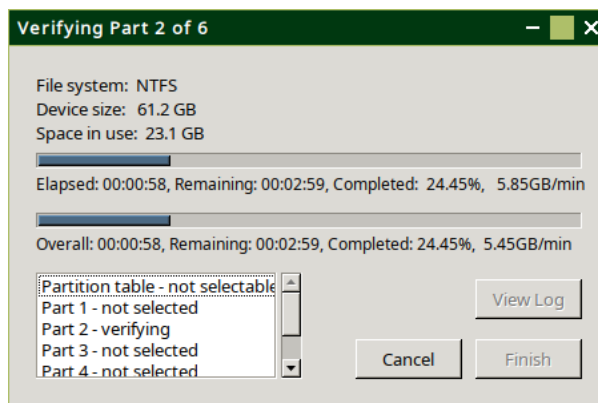 Verifying Part 2 of 6
File system: NTFS
Device size: 61.2 GB
Space in use: 23.1 GB
Elapsed: 00:00:58, Remaining: 00:02:59, Completed: 24.45%, 5.85GB/min
Overall: 00:00:58, Remaining: 00:02:59, Completed: 24.45%, 5.45GB/min
Partition table - not selectable
Part 1 - not selected
Part 2 - verifying
Part 3 - not selected
Part 4 - not selected
View Log
Cancel
Finish